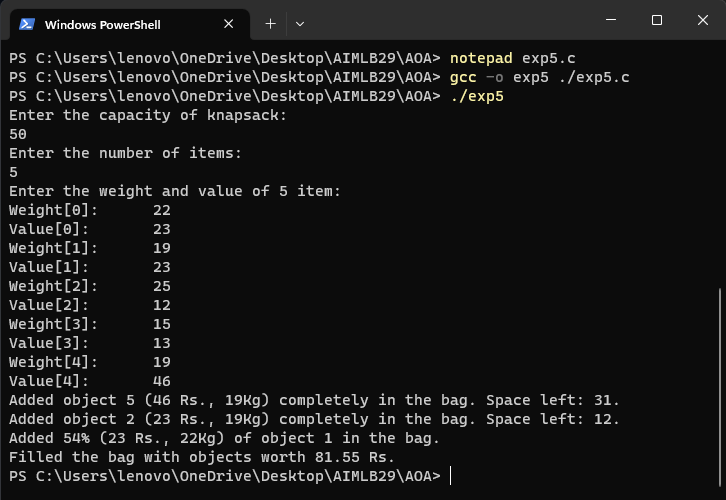 Windows PowerShell
PS C:\Users\lenovo\OneDrive\Desktop\AIMLB29\AOA> notepad exp5.c
PS C:\Users\lenovo\OneDrive\Desktop\AIMLB29\AOA> gcc -o exp5 ./exp5.c
PS C:\Users\lenovo\OneDrive\Desktop\AIMLB29\AOA> ./exp5
Enter the capacity of knapsack:
50
Enter the number of items:
5
Enter the weight and value of 5 item:
Weight[0]:      22
Value[0]:       23
Weight[1]:      19
Value[1]:       23
Weight[2]:      25
Value[2]:       12
Weight[3]:      15
Value[3]:       13
Weight[4]:      19
Value[4]:       46
Added object 5 (46 Rs., 19Kg) completely in the bag. Space left: 31.
Added object 2 (23 Rs., 19Kg) completely in the bag. Space left: 12.
Added 54% (23 Rs., 22Kg) of object 1 in the bag.
Filled the bag with objects worth 81.55 Rs.
PS C:\Users\lenovo\OneDrive\Desktop\AIMLB29\AOA>